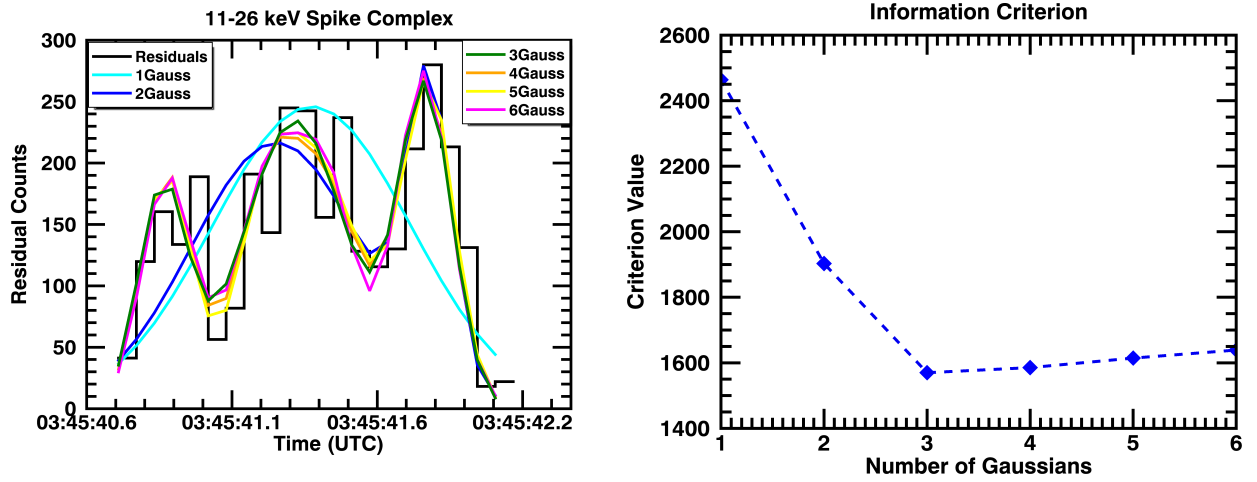 11-26 keV Spike Complex
Residual Counts
300
250
200
150
100
50
0
Residuals
1Gauss
2Gauss
3Gauss
4Gauss
5Gauss
6Gauss
03:45:40.6 03:45:41.1 03:45:41.6 03:45:42.2
Time (UTC)
Information Criterion
Criterion Value
2600
2400
2200
2000
1800
1600
1400
1 2 3 4 5 6
Number of Gaussians